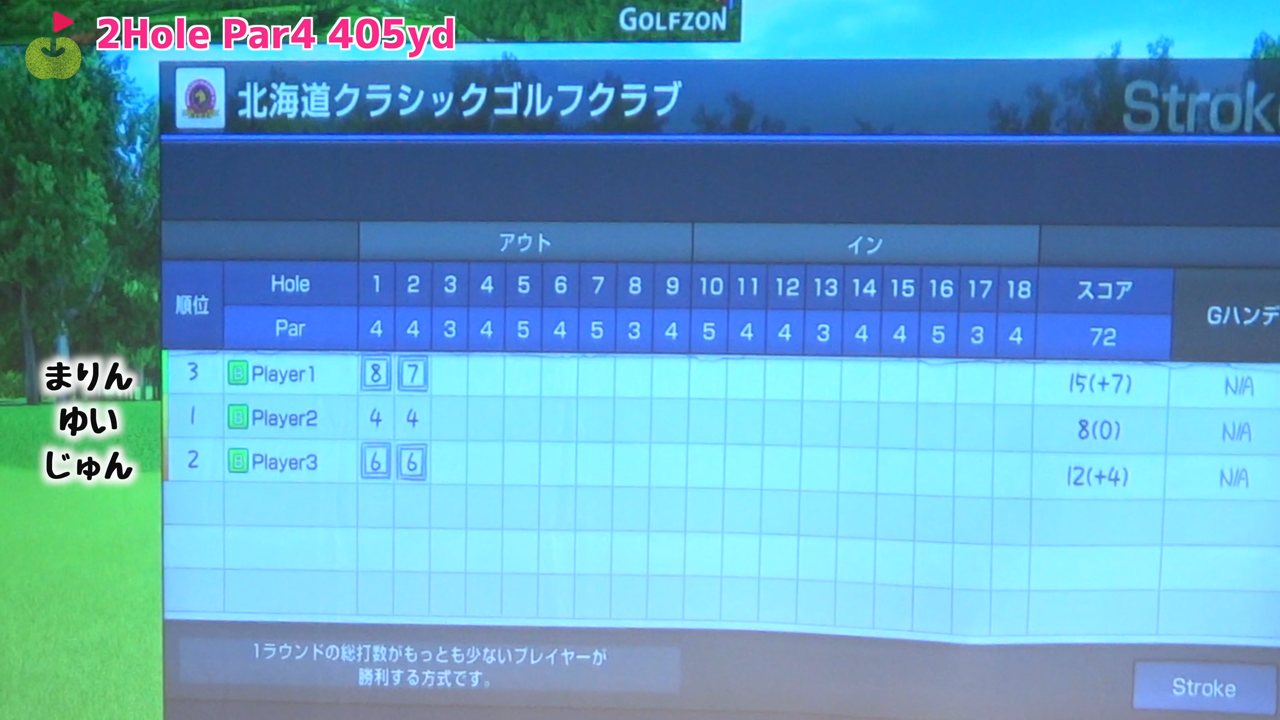 GOLFZON
2Hole Par4 405yd
北海道クラシックゴルフクラブ
Strok
アウト イン
順位 Hole 1 2 3 4 5 6 7 8 9 10 11 12 13 14 15 16 17 18 スコア Gハンデ
Par 4 4 3 4 5 4 5 3 4 5 4 4 3 4 4 5 3 4 72
まりん 3 B Player1 8 7 15(+7) N/A
ゆい 1 B Player2 4 4 8(0) N/A
じゅん 2 B Player3 6 6 12(+4) N/A
1ラウンドの総打数がもっとも少ないプレイヤーが
勝利する方式です。
Stroke